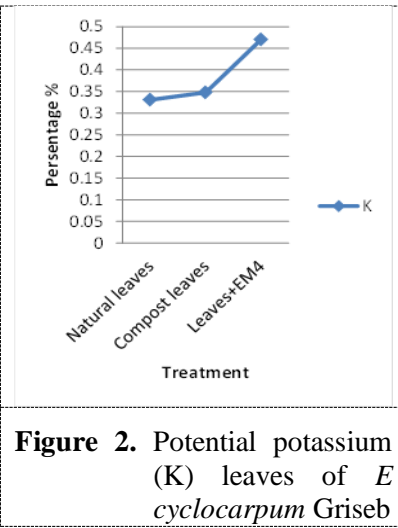 0.5
0.45
0.4
0.35
0.3
0.25
0.2
0.15
0.1
0.05
0
Persentage %
Natural leaves
Compost leaves
Leaves+EM4
Treatment
K
Figure 2. Potential potassium
(K) leaves of E
cyclocarpum Griseb